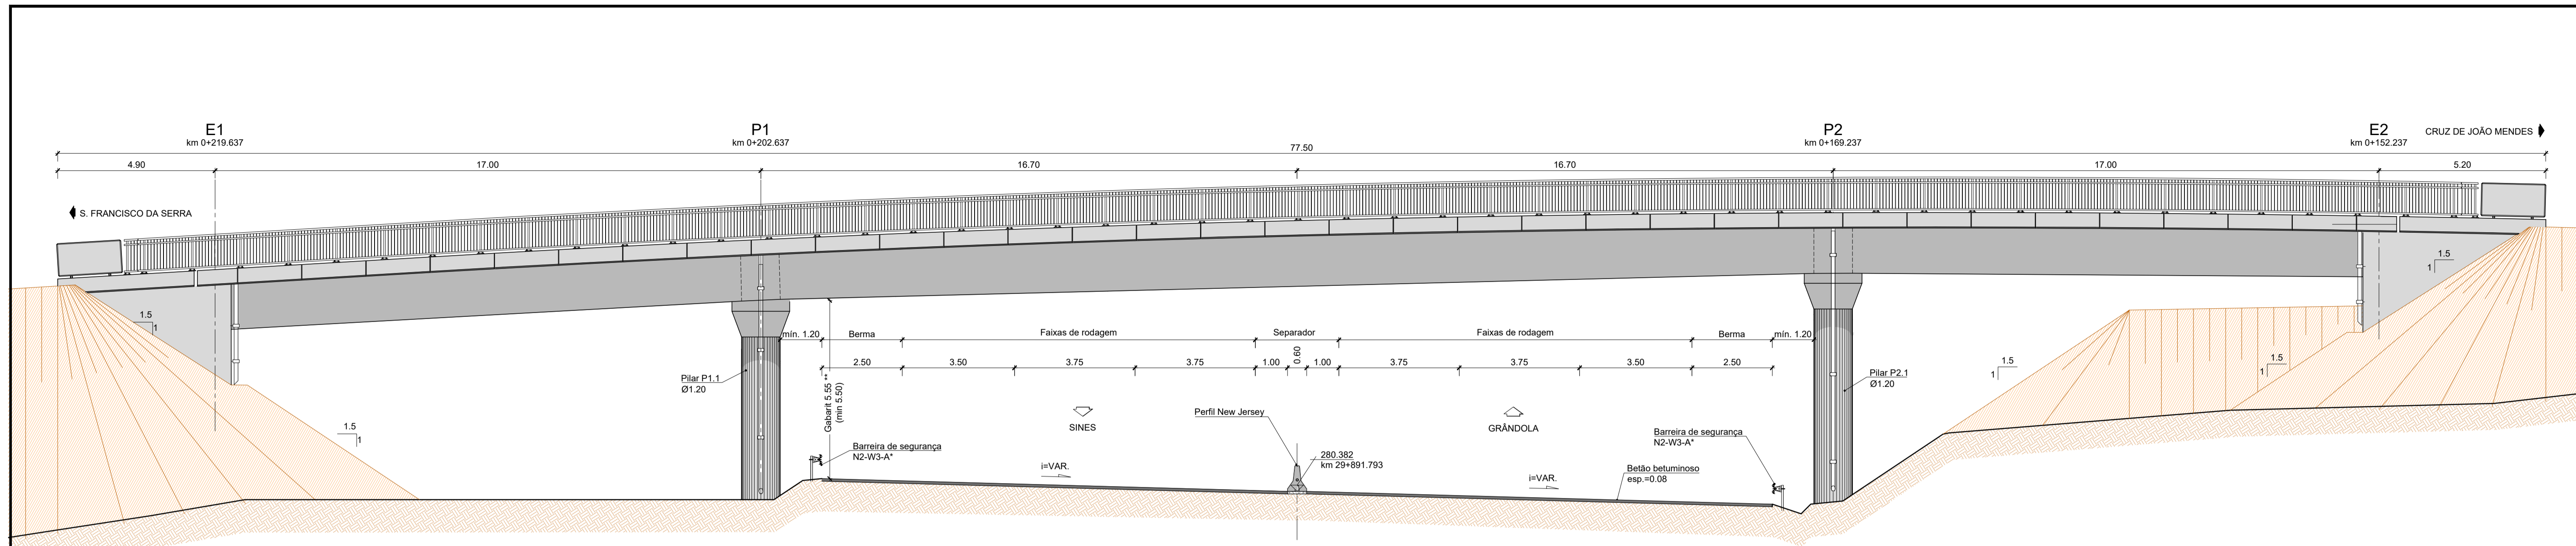 E1
km 0+219.637
P1
km 0+202.637
P2
km 0+169.237
E2
km 0+152.237
CRUZ DE JOÃO MENDES
77.50
4.90
17.00
16.70
16.70
17.00
5.20
S. FRANCISCO DA SERRA
1.5
1
1.5
1
mín. 1.20
Berma
Faixas de rodagem
Separador
Faixas de rodagem
Berma
mín. 1.20
2.50
3.50
3.75
3.75
1.00
0.60
1.00
3.75
3.75
3.50
2.50
Pilar P1.1
Ø1.20
Gabarit 5.55 **
(min 5.50)
Pilar P2.1
Ø1.20
1.5
1
1.5
1
SINES
Perfil New Jersey
GRÂNDOLA
1.5
1
Barreira de segurança
N2-W3-A*
Barreira de segurança
N2-W3-A*
280.382
km 29+891.793
i=VAR.
i=VAR.
Betão betuminoso
esp.=0.08